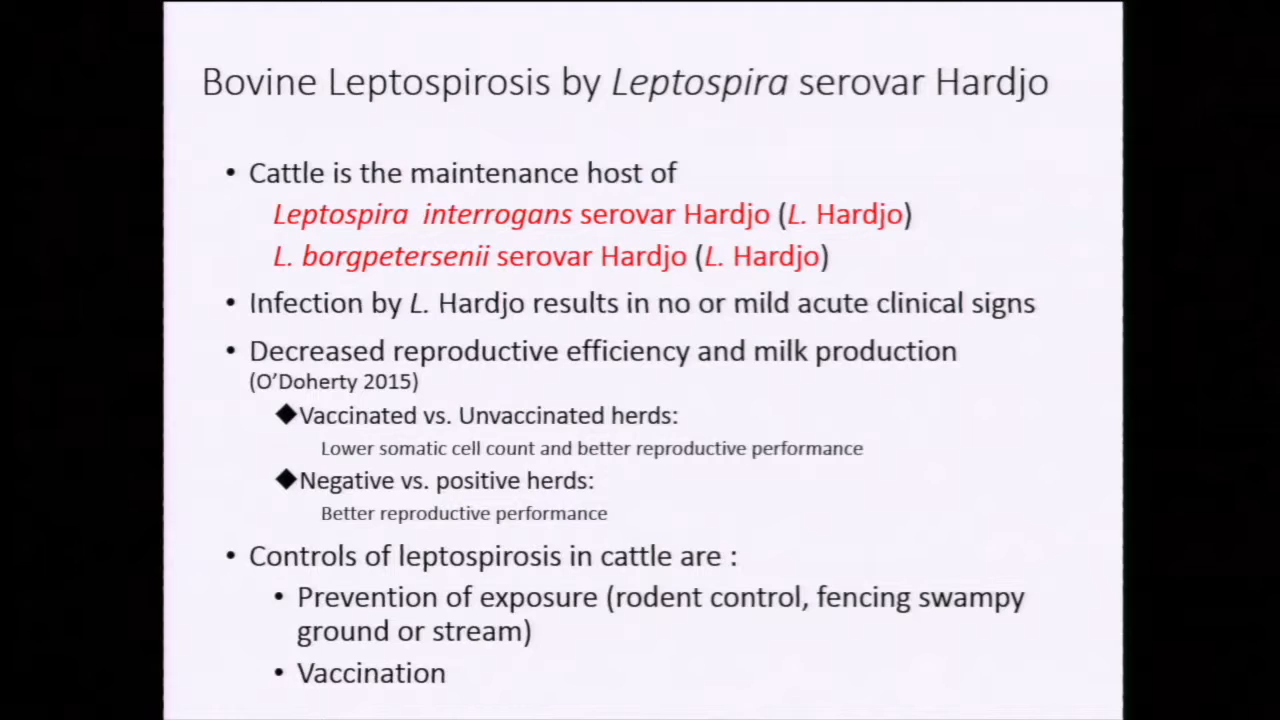 Bovine Leptospirosis by Leptospira serovar Hardjo
• Cattle is the maintenance host of
Leptospira interrogans serovar Hardjo (L. Hardjo)
L. borgpetersenii serovar Hardjo (L. Hardjo)
• Infection by L. Hardjo results in no or mild acute clinical signs
• Decreased reproductive efficiency and milk production
(O’Doherty 2015)
◆Vaccinated vs. Unvaccinated herds:
Lower somatic cell count and better reproductive performance
◆Negative vs. positive herds:
Better reproductive performance
• Controls of leptospirosis in cattle are :
• Prevention of exposure (rodent control, fencing swampy
ground or stream)
• Vaccination